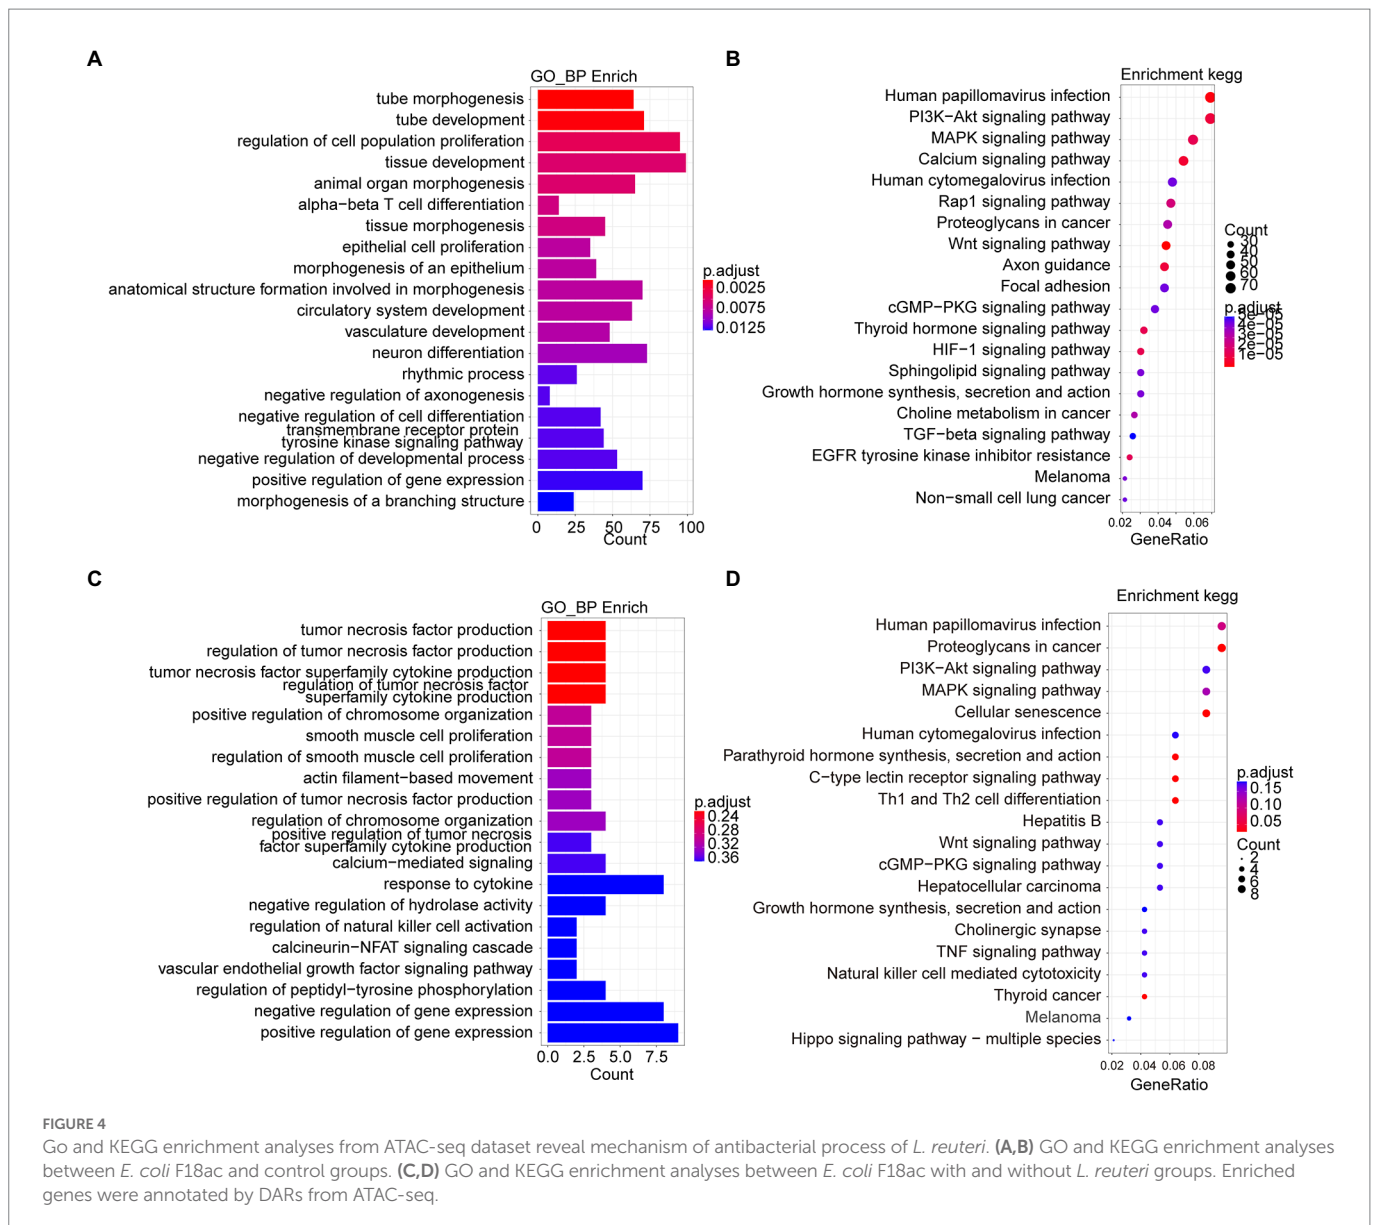 A
GO_BP Enrich
tube morphogenesis
tube development
regulation of cell population proliferation
tissue development
animal organ morphogenesis
alpha−beta T cell differentiation
tissue morphogenesis
epithelial cell proliferation
morphogenesis of an epithelium
anatomical structure formation involved in morphogenesis
circulatory system development
vasculature development
neuron differentiation
rhythmic process
negative regulation of axonogenesis
negative regulation of cell differentiation
transmembrane receptor protein
tyrosine kinase signaling pathway
negative regulation of developmental process
positive regulation of gene expression
morphogenesis of a branching structure
0 25 50 75 100
Count
p.adjust
0.0025
0.0075
0.0125
B
Enrichment kegg
Human papillomavirus infection
PI3K−Akt signaling pathway
MAPK signaling pathway
Calcium signaling pathway
Human cytomegalovirus infection
Rap1 signaling pathway
Proteoglycans in cancer
Wnt signaling pathway
Axon guidance
Focal adhesion
cGMP−PKG signaling pathway
Thyroid hormone signaling pathway
HIF−1 signaling pathway
Sphingolipid signaling pathway
Growth hormone synthesis, secretion and action
Choline metabolism in cancer
TGF−beta signaling pathway
EGFR tyrosine kinase inhibitor resistance
Melanoma
Non−small cell lung cancer
0.02 0.04 0.06
GeneRatio
Count
30
40
50
60
70
p.adjust
5e−05
4e−05
3e−05
2e−05
1e−05
C
GO_BP Enrich
tumor necrosis factor production
regulation of tumor necrosis factor production
tumor necrosis factor superfamily cytokine production
regulation of tumor necrosis factor
superfamily cytokine production
positive regulation of chromosome organization
smooth muscle cell proliferation
regulation of smooth muscle cell proliferation
actin filament−based movement
positive regulation of tumor necrosis factor production
regulation of chromosome organization
positive regulation of tumor necrosis
factor superfamily cytokine production
calcium−mediated signaling
response to cytokine
negative regulation of hydrolase activity
regulation of natural killer cell activation
calcineurin−NFAT signaling cascade
vascular endothelial growth factor signaling pathway
regulation of peptidyl−tyrosine phosphorylation
negative regulation of gene expression
positive regulation of gene expression
0.0 2.5 5.0 7.5
Count
p.adjust
0.24
0.28
0.32
0.36
D
Enrichment kegg
Human papillomavirus infection
Proteoglycans in cancer
PI3K−Akt signaling pathway
MAPK signaling pathway
Cellular senescence
Human cytomegalovirus infection
Parathyroid hormone synthesis, secretion and action
C−type lectin receptor signaling pathway
Th1 and Th2 cell differentiation
Hepatitis B
Wnt signaling pathway
cGMP−PKG signaling pathway
Hepatocellular carcinoma
Growth hormone synthesis, secretion and action
Cholinergic synapse
TNF signaling pathway
Natural killer cell mediated cytotoxicity
Thyroid cancer
Melanoma
Hippo signaling pathway − multiple species
0.02 0.04 0.06 0.08
GeneRatio
p.adjust
0.15
0.10
0.05
Count
2
4
6
8
FIGURE 4
Go and KEGG enrichment analyses from ATAC-seq dataset reveal mechanism of antibacterial process of L. reuteri. (A,B) GO and KEGG enrichment analyses
between E. coli F18ac and control groups. (C,D) GO and KEGG enrichment analyses between E. coli F18ac with and without L. reuteri groups. Enriched
genes were annotated by DARs from ATAC-seq.